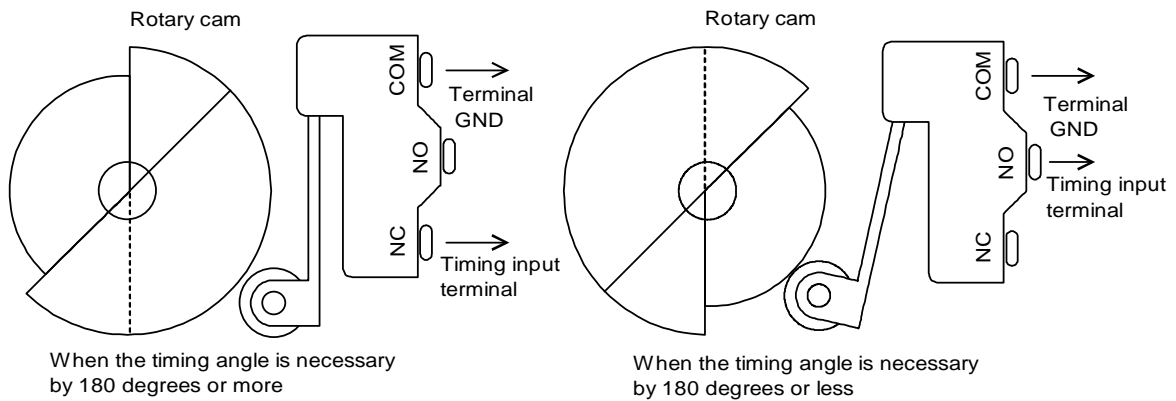 Rotary cam
COM
Terminal
GND
NO
NC
Timing input
terminal
When the timing angle is necessary
by 180 degrees or more
Rotary cam
COM
Terminal
GND
NO
Timing input
terminal
NC
When the timing angle is necessary
by 180 degrees or less